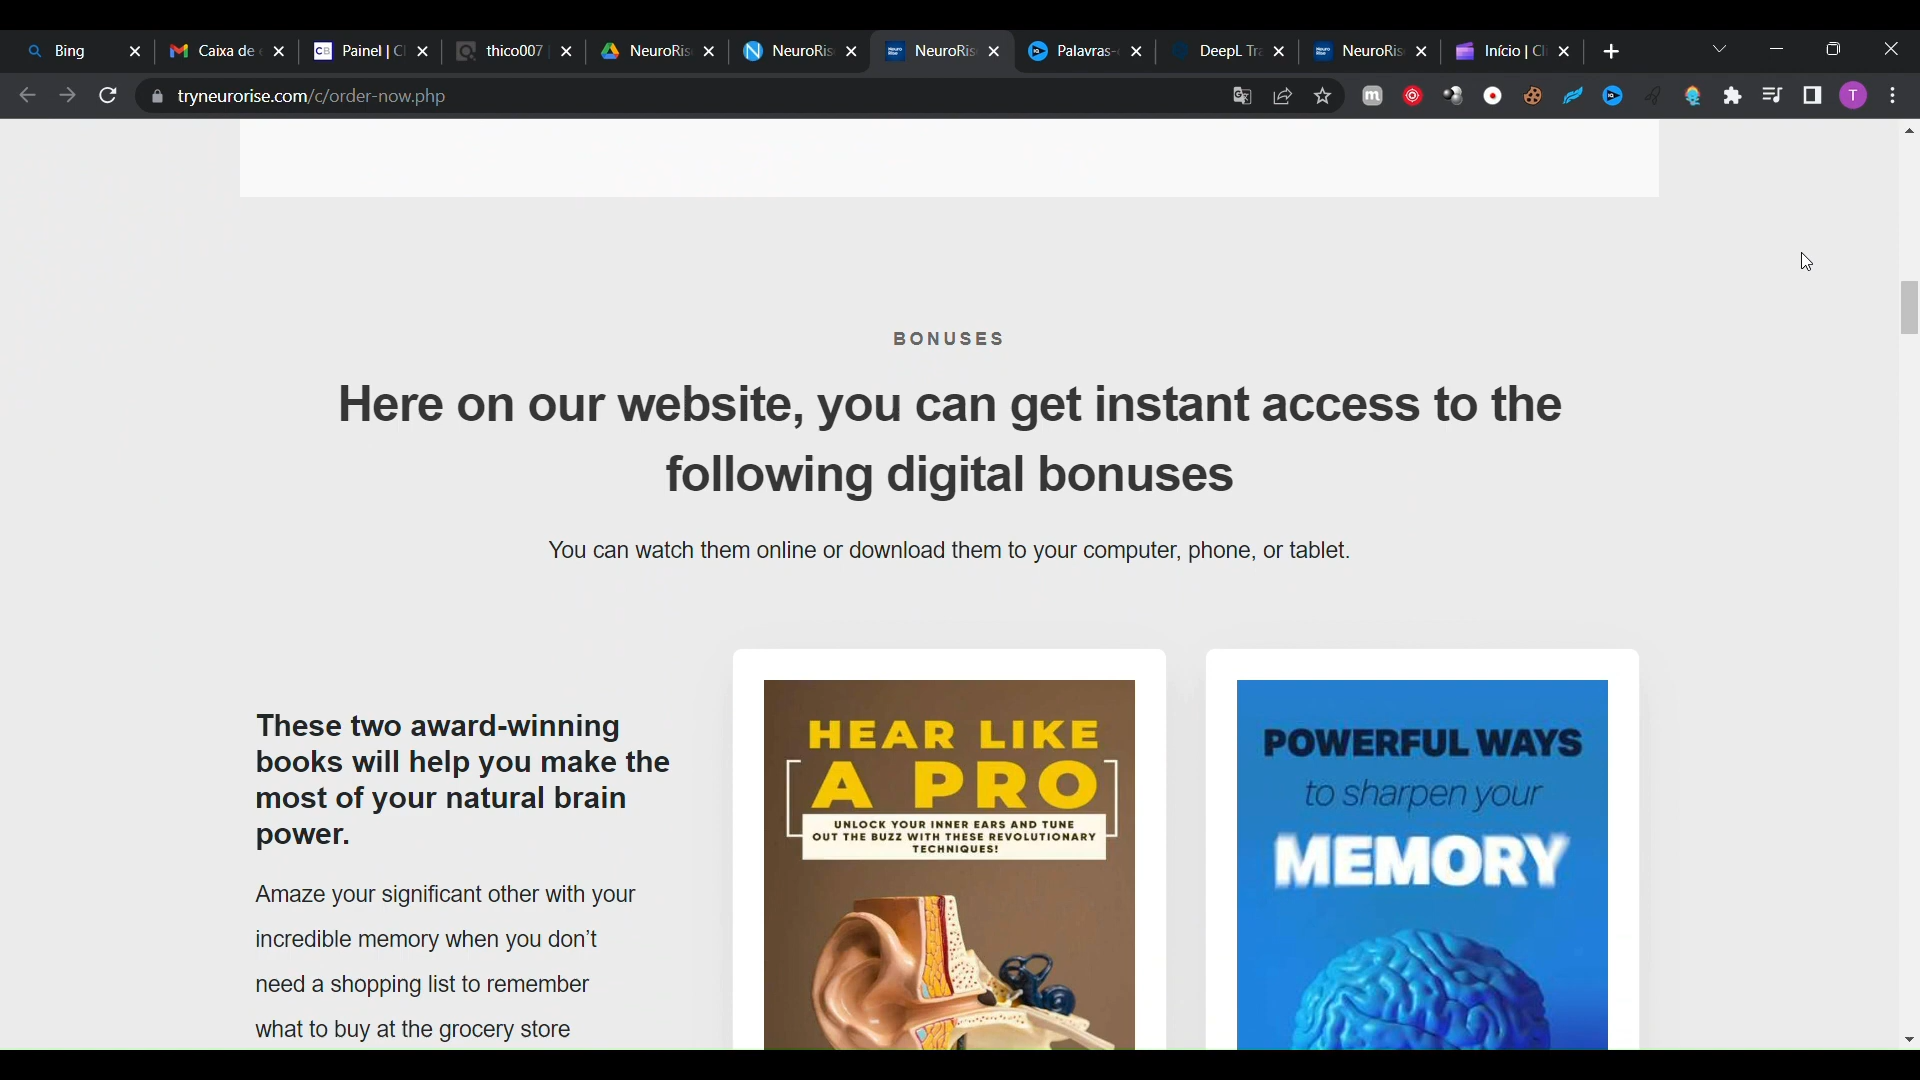 Bing
Caixa de
Painel | C
thico007
NeuroRis
NeuroRis
NeuroRis
Palavras-
DeepL Tra
NeuroRis
Início | Cli
tryneurorise.com/c/order-now.php
T
BONUSES
Here on our website, you can get instant access to the
following digital bonuses
You can watch them online or download them to your computer, phone, or tablet.
These two award-winning
books will help you make the
most of your natural brain
power.
Amaze your significant other with your
incredible memory when you don’t
need a shopping list to remember
what to buy at the grocery store
HEAR LIKE
A PRO
UNLOCK YOUR INNER EARS AND TUNE
OUT THE BUZZ WITH THESE REVOLUTIONARY
TECHNIQUES!
POWERFUL WAYS
to sharpen your
MEMORY